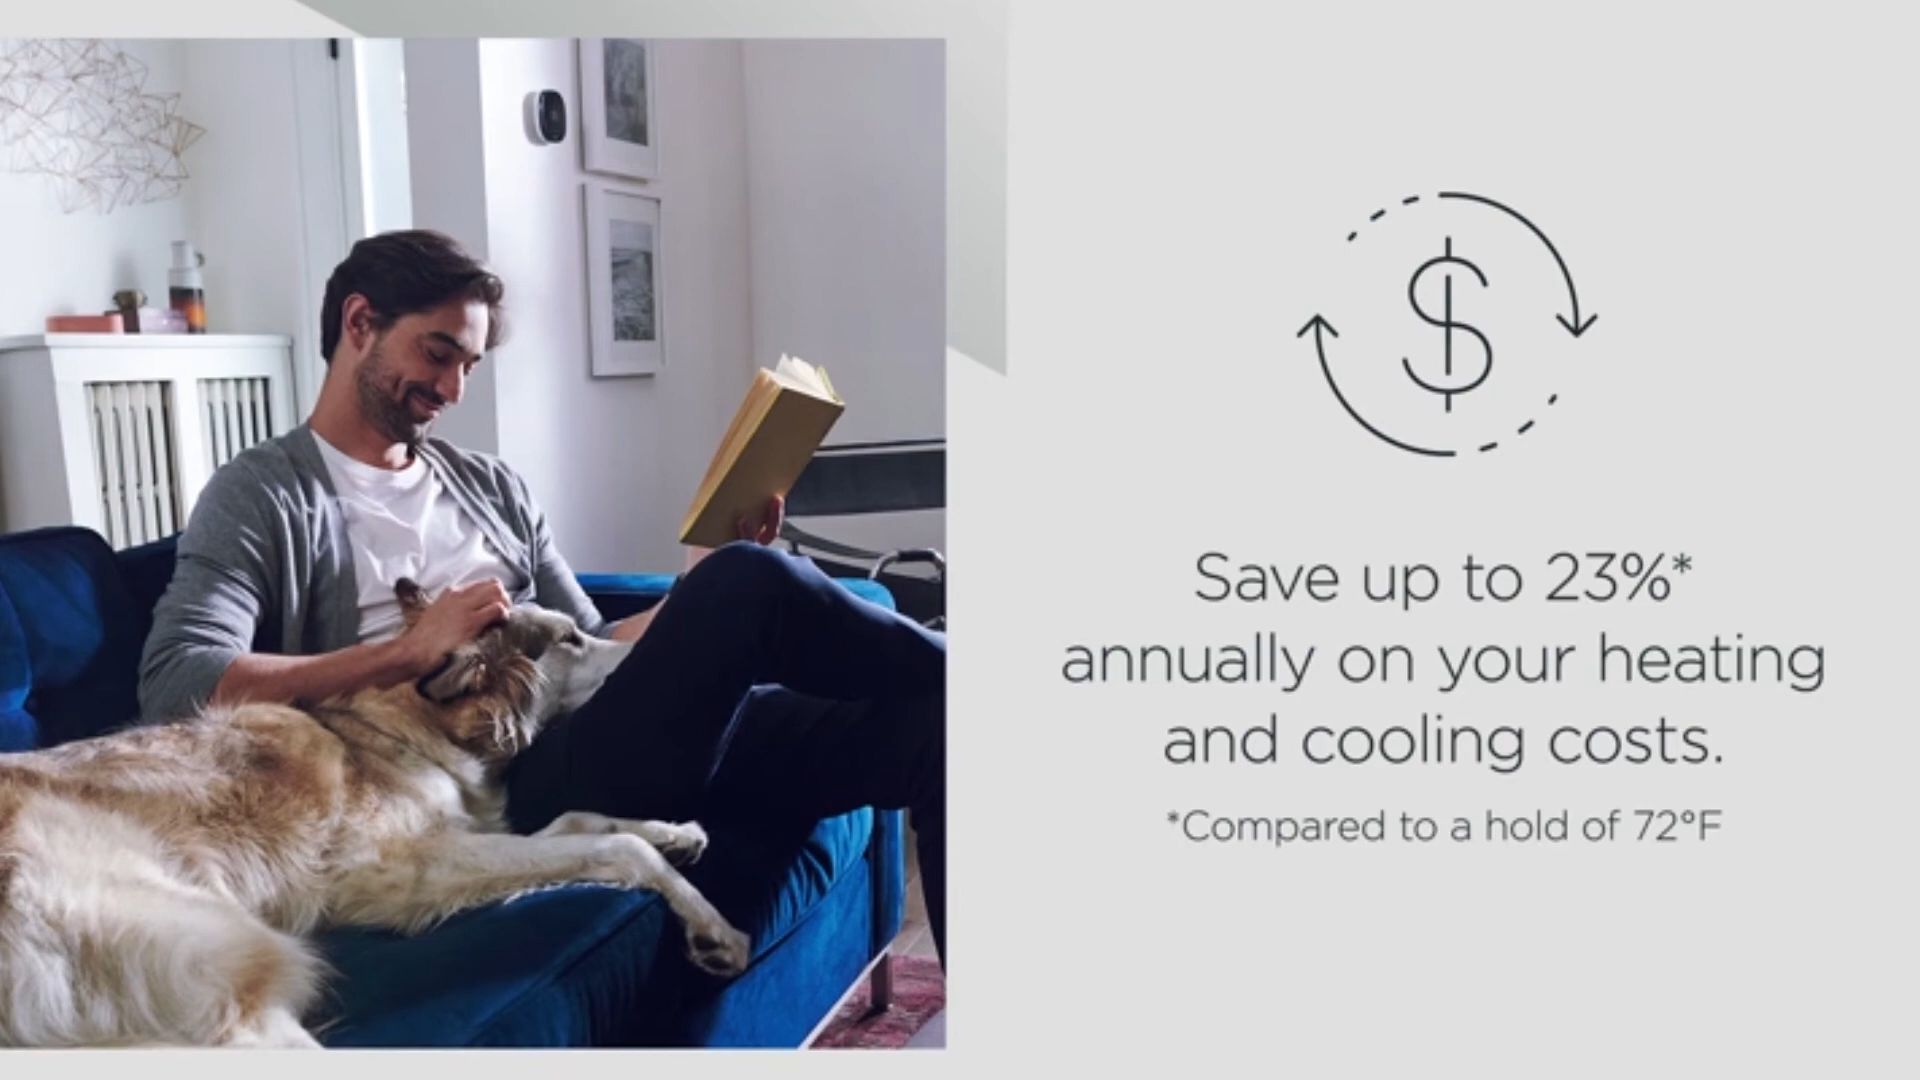 $
Save up to 23%*
annually on your heating
and cooling costs.
*Compared to a hold of 72°F